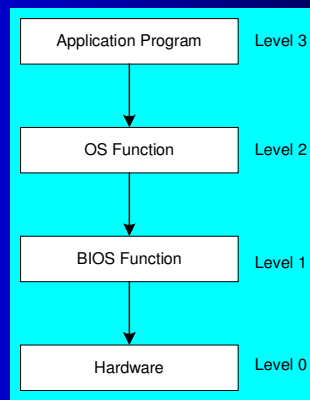 Application Program Level 3
OS Function Level 2
BIOS Function Level 1
Hardware Level 0